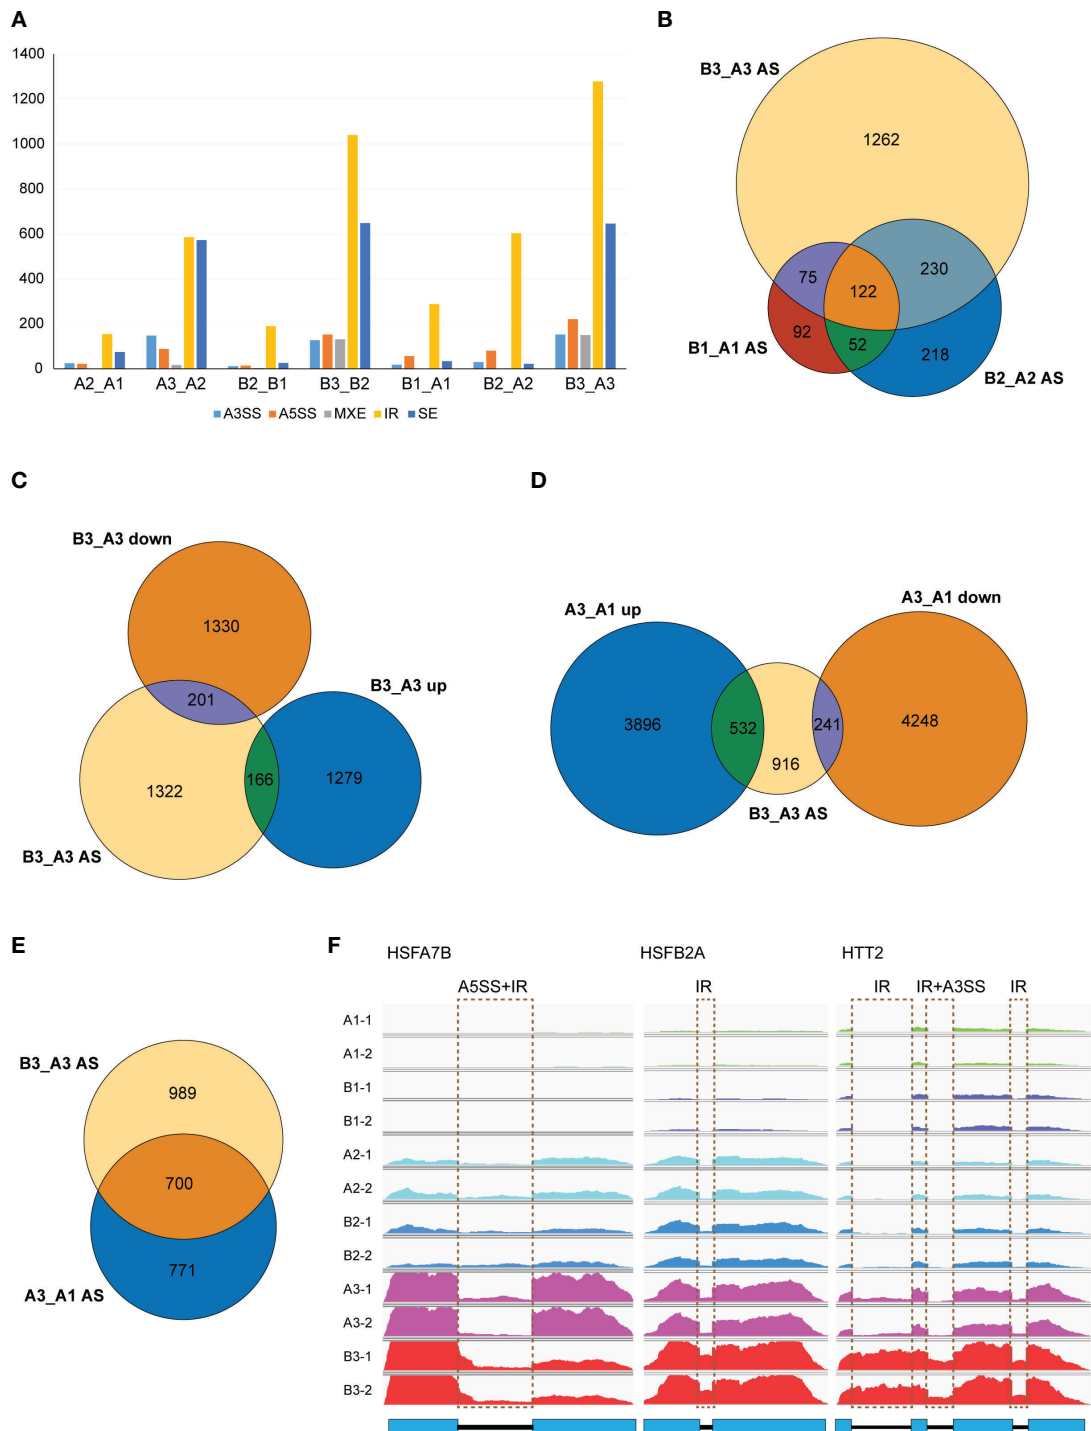 A
1400
1200
1000
800
600
400
200
0
A2_A1 A3_A2 B2_B1 B3_B2 B1_A1 B2_A2 B3_A3
A3SS A5SS MXE IR SE
B
B3_A3 AS
1262
75 122 230
92 52 218
B1_A1 AS
B2_A2 AS
C
B3_A3 down
1330
201
B3_A3 up
1322 166 1279
B3_A3 AS
D
A3_A1 up
A3_A1 down
3896 532 916 241 4248
B3_A3 AS
E
B3_A3 AS
989
700
771
A3_A1 AS
F
HSFA7B HSFB2A HTT2
A5SS+IR IR IR IR+A3SS IR
A1-1
A1-2
B1-1
B1-2
A2-1
A2-2
B2-1
B2-2
A3-1
A3-2
B3-1
B3-2